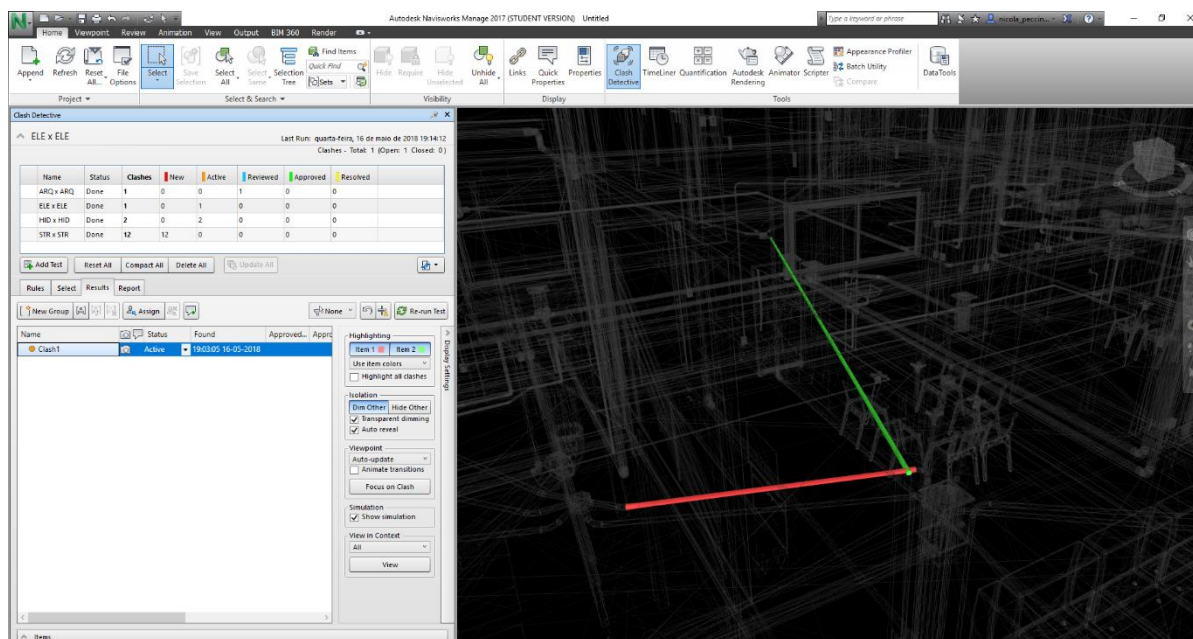 Autodesk Navisworks Manage 2017 (STUDENT VERSION) Untitled
Type a keyword or phrase
nicola_peccin...
Home Viewpoint Review Animation View Output BIM 360 Render
Append Refresh Reset All... File Options
Project
Select Save Selection Select All Select Same Selection Tree
Find Items
Quick Find
Sets
Select & Search
Hide Require Hide Unselected Unhide All
Visibility
Links Quick Properties Properties
Display
Clash Detective TimeLiner Quantification Autodesk Rendering Animator Scripter
Appearance Profiler
Batch Utility
Compare
DataTools
Tools
Clash Detective
ELE x ELE
Last Run: quarta-feira, 16 de maio de 2018 19:14:12
Clashes - Total: 1 (Open: 1 Closed: 0)
Name Status Clashes New Active Reviewed Approved Resolved
ARQ x ARQ Done 1 0 0 1 0 0
ELE x ELE Done 1 0 1 0 0 0
HID x HID Done 2 0 2 0 0 0
STR x STR Done 12 12 0 0 0 0
Add Test Reset All Compact All Delete All Update All
Rules Select Results Report
New Group Assign None Re-run Test
Name Status Found Approved... Appro
Clash1 Active 19:03:05 16-05-2018
Display Settings
Highlighting
Item 1 Item 2
Use item colors
Highlight all clashes
Isolation
Dim Other Hide Other
Transparent dimming
Auto reveal
Viewpoint
Auto-update
Animate transitions
Focus on Clash
Simulation
Show simulation
View in Context
All
View
Items